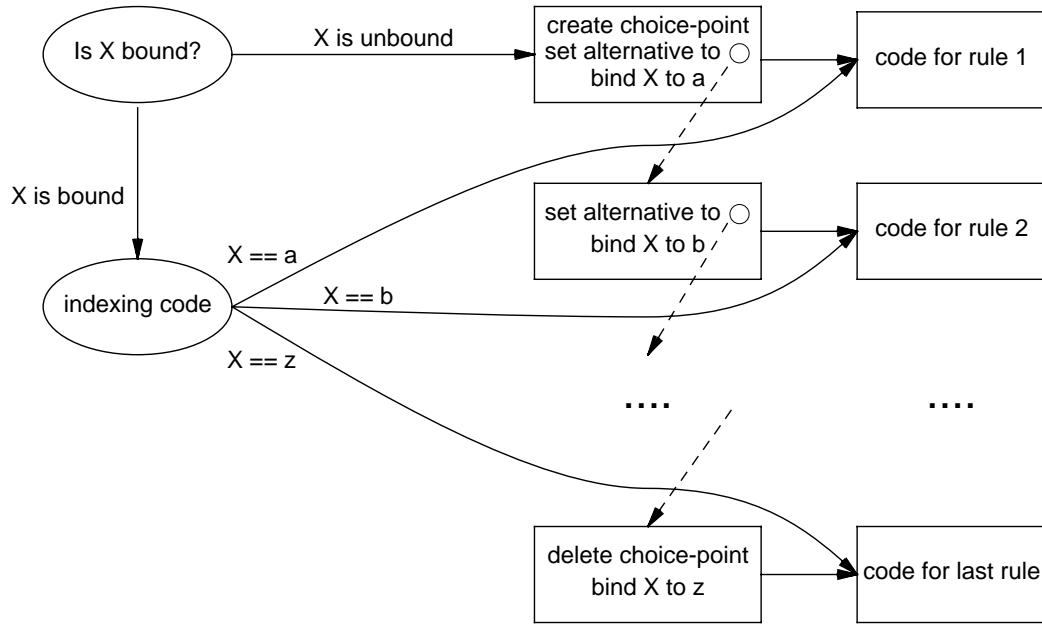 Is X bound?
X is unbound
create choice-point
set alternative to
bind X to a
code for rule 1
X is bound
set alternative to
bind X to b
code for rule 2
indexing code
X == a
X == b
X == z
....
....
delete choice-point
bind X to z
code for last rule